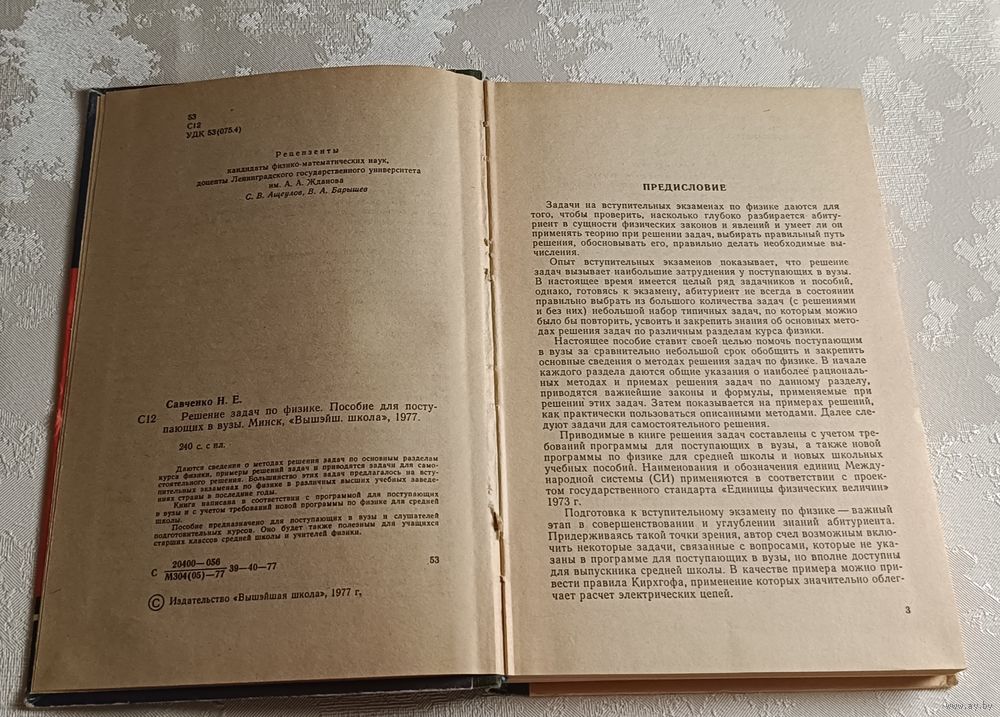 53
С12
УДК 53(075.4)
Рецензенты
кандидаты физико-математических наук,
доценты Ленинградского государственного университета
им. А. А. Жданова
С. В. Ащеулов, В. А. Барышев
Савченко Н. Е.
С12 Решение задач по физике. Пособие для посту-
пающих в вузы. Минск, «Вышэйш. школа», 1977.
240 с. с ил.
Даются сведения о методах решения задач по основным разделам
курса физики, примеры решений задач и приводятся задачи для само-
стоятельного решения. Большинство этих задач предлагалось на всту-
пительных экзаменах по физике в различных высших учебных заведе-
ниях страны в последние годы.
Книга написана в соответствии с программой для поступающих
в вузы и с учетом требований новой программы по физике для средней
школы.
Пособие предназначено для поступающих в вузы и слушателей
подготовительных курсов. Оно будет также полезным для учащихся
старших классов средней школы и учителей физики.
С 20400—056
М304(05)—77 39—40—77 53
© Издательство «Вышэйшая школа», 1977 г,
ПРЕДИСЛОВИЕ
Задачи на вступительных экзаменах по физике даются для
того, чтобы проверить, насколько глубоко разбирается абиту-
риент в сущности физических законов и явлений и умеет ли он
применять теорию при решении задач, выбирать правильный путь
решения, обосновывать его, правильно делать необходимые вы-
числения.
Опыт вступительных экзаменов показывает, что решение
задач вызывает наибольшие затруднения у поступающих в вузы.
В настоящее время имеется целый ряд задачников и пособий,
однако, готовясь к экзамену, абитуриент не всегда в состоянии
правильно выбрать из большого количества задач (с решениями
и без них) небольшой набор типичных задач, по которым можно
было бы повторить, усвоить и закрепить знания об основных мето-
дах решения задач по различным разделам курса физики.
Настоящее пособие ставит своей целью помочь поступающим
в вузы за сравнительно небольшой срок обобщить и закрепить
основные сведения о методах решения задач по физике. В начале
каждого раздела даются общие указания о наиболее рациональ-
ных методах и приемах решения задач по данному разделу,
приводятся важнейшие законы и формулы, применяемые при
решении этих задач. Затем показывается на примерах решений,
как практически пользоваться описанными методами. Далее сле-
дуют задачи для самостоятельного решения.
Приводимые в книге решения задач составлены с учетом тре-
бований программы для поступающих в вузы, а также новой
программы по физике для средней школы и новых школьных
учебных пособий. Наименования и обозначения единиц Между-
народной системы (СИ) применяются в соответствии с проек-
том государственного стандарта «Единицы физических величин»
1973 г.
Подготовка к вступительному экзамену по физике — важный
этап в совершенствовании и углублении знаний абитуриента.
Придерживаясь такой точки зрения, автор счел возможным вклю-
чить некоторые задачи, связанные с вопросами, которые не ука-
заны в программе для поступающих в вузы, но вполне доступны
для выпускника средней школы. В качестве примера можно при-
вести правила Кирхгофа, применение которых значительно облег-
чает расчет электрических цепей.
3
www.av.by